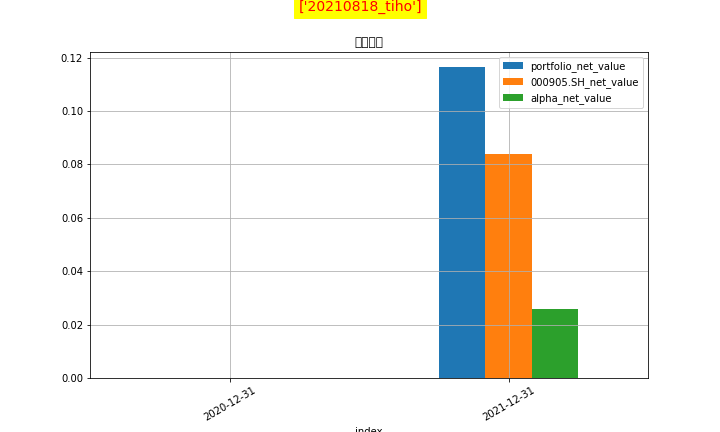 ['20210818_tiho']
0.12
0.10
0.08
0.06
0.04
0.02
0.00
portfolio_net_value
000905.SH_net_value
alpha_net_value
2020-12-31
2021-12-31
index